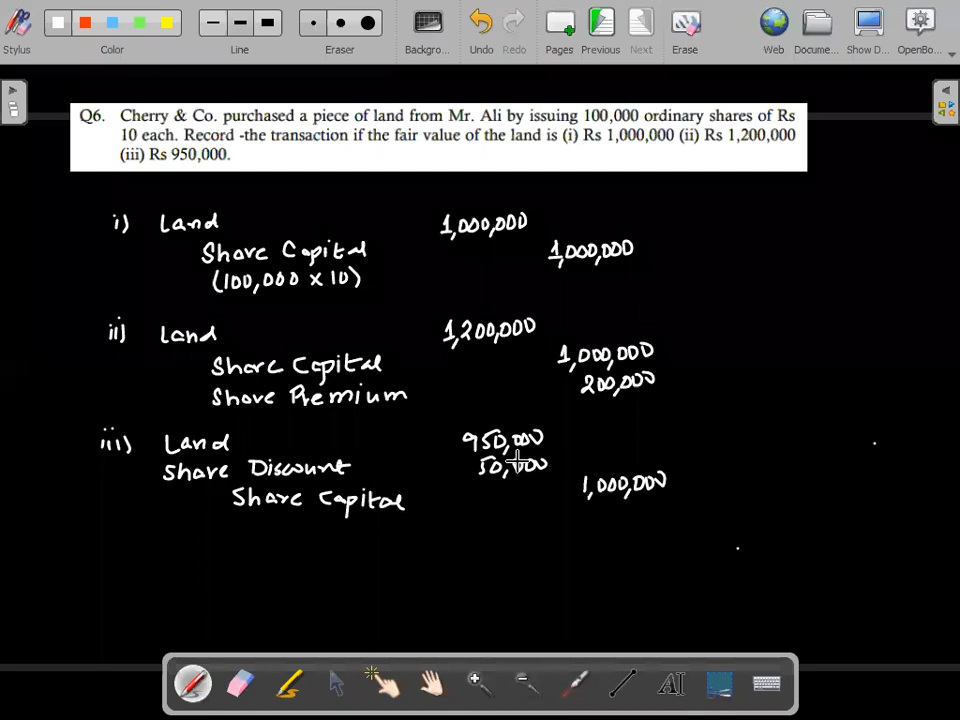 Stylus
Color
Line
Eraser
Backgro...
Undo
Redo
Pages
Previous
Next
Erase
Web
Docume...
Show D...
OpenBo...
Q6. Cherry & Co. purchased a piece of land from Mr. Ali by issuing 100,000 ordinary shares of Rs
10 each. Record -the transaction if the fair value of the land is (i) Rs 1,000,000 (ii) Rs 1,200,000
(iii) Rs 950,000.
i) Land 1,000,000
Share Capital 1,000,000
(100,000 x 10)
ii) Land 1,200,000
Share Capital 1,000,000
Share Premium 200,000
iii) Land 950,000
Share Discount 50,000
Share Capital 1,000,000
AI